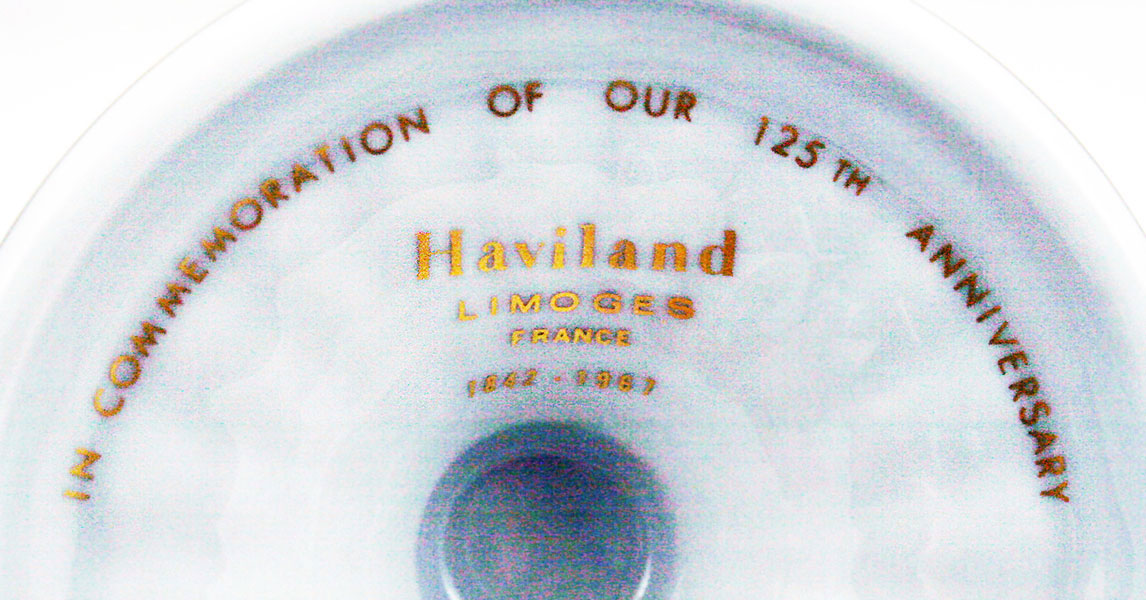 IN COMMEMORATION OF OUR 125TH ANNIVERSARY
Haviland
LIMOGES
FRANCE
1842 - 1967